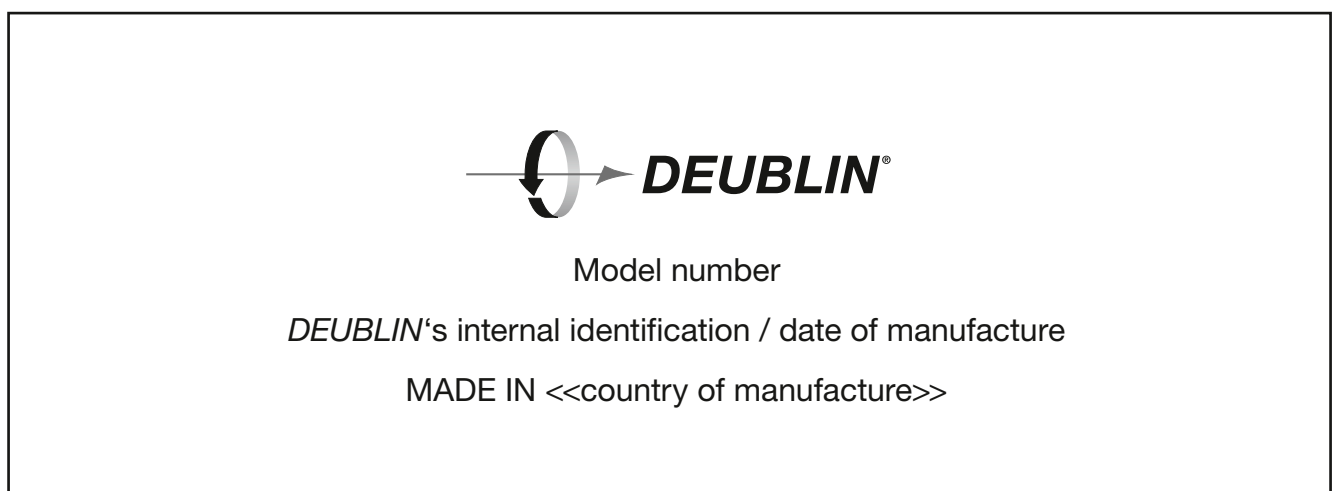 DEUBLIN®
Model number
DEUBLIN‘s internal identification / date of manufacture
MADE IN <<country of manufacture>>